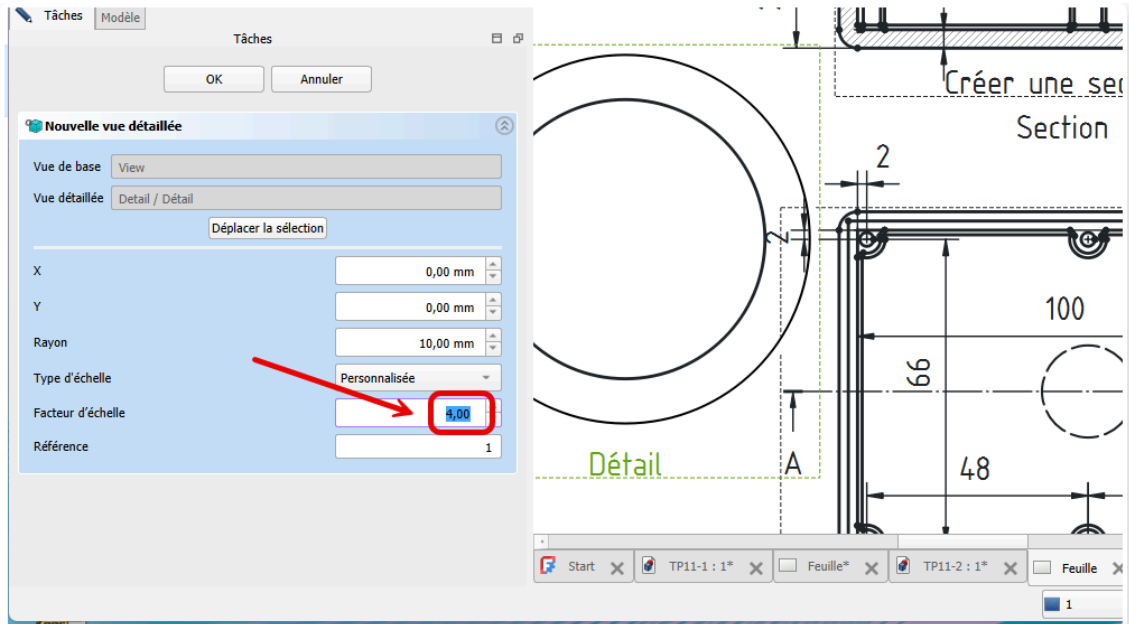 Tâches Modèle
Tâches
OK Annuler
Nouvelle vue détaillée
Vue de base View
Vue détaillée Detail / Détail
Déplacer la sélection
X 0,00 mm
Y 0,00 mm
Rayon 10,00 mm
Type d'échelle Personnalisée
Facteur d'échelle 4,00
Référence 1
Créer une sec
Section
2
2
100
66
Détail
A
48
Start TP11-1 : 1* Feuille* TP11-2 : 1* Feuille
1